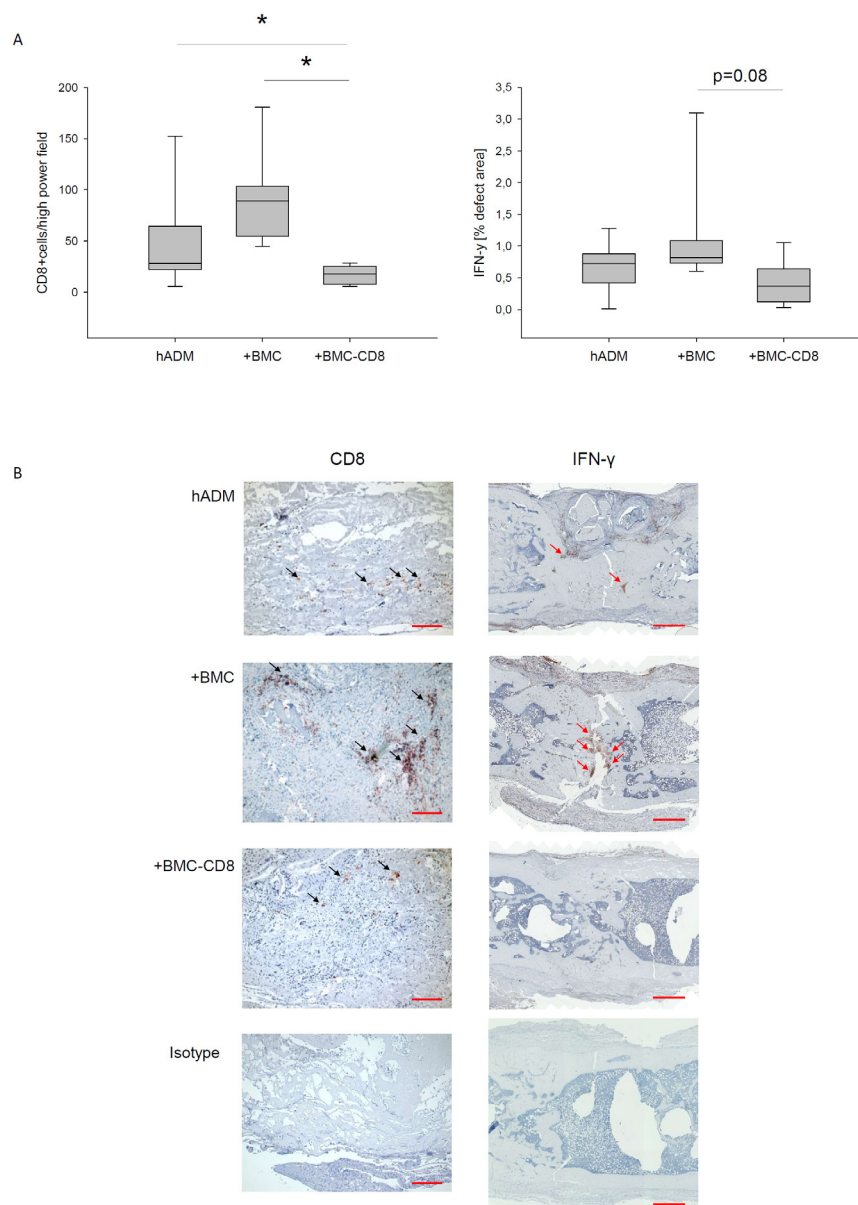 A
*
*
200
150
100
50
0
CD8+cells/high power field
hADM
+BMC
+BMC-CD8
p=0.08
3,5
3,0
2,5
2,0
1,5
1,0
0,5
0,0
IFN-y [% defect area]
hADM
+BMC
+BMC-CD8
B
CD8
IFN-γ
hADM
+BMC
+BMC-CD8
Isotype